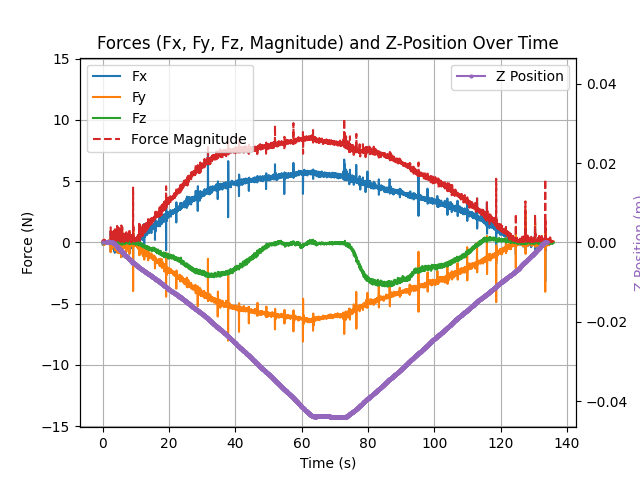 Forces (Fx, Fy, Fz, Magnitude) and Z-Position Over Time
Fx
Fy
Fz
Force Magnitude
Z Position
15
10
5
0
−5
−10
−15
Force (N)
0.04
0.02
0.00
−0.02
−0.04
Z Position (m)
0 20 40 60 80 100 120 140
Time (s)